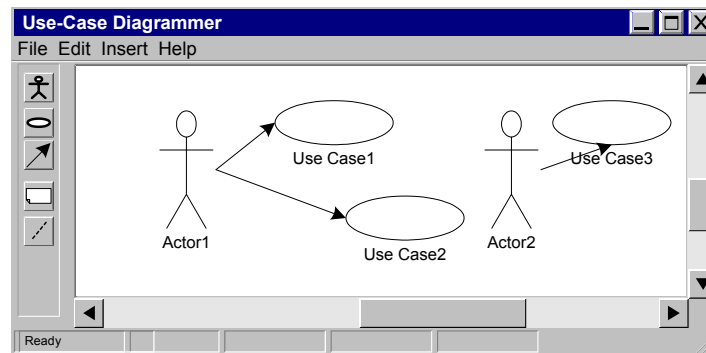 Use-Case Diagrammer
File Edit Insert Help
Use Case1
Use Case3
Actor1
Use Case2
Actor2
Ready